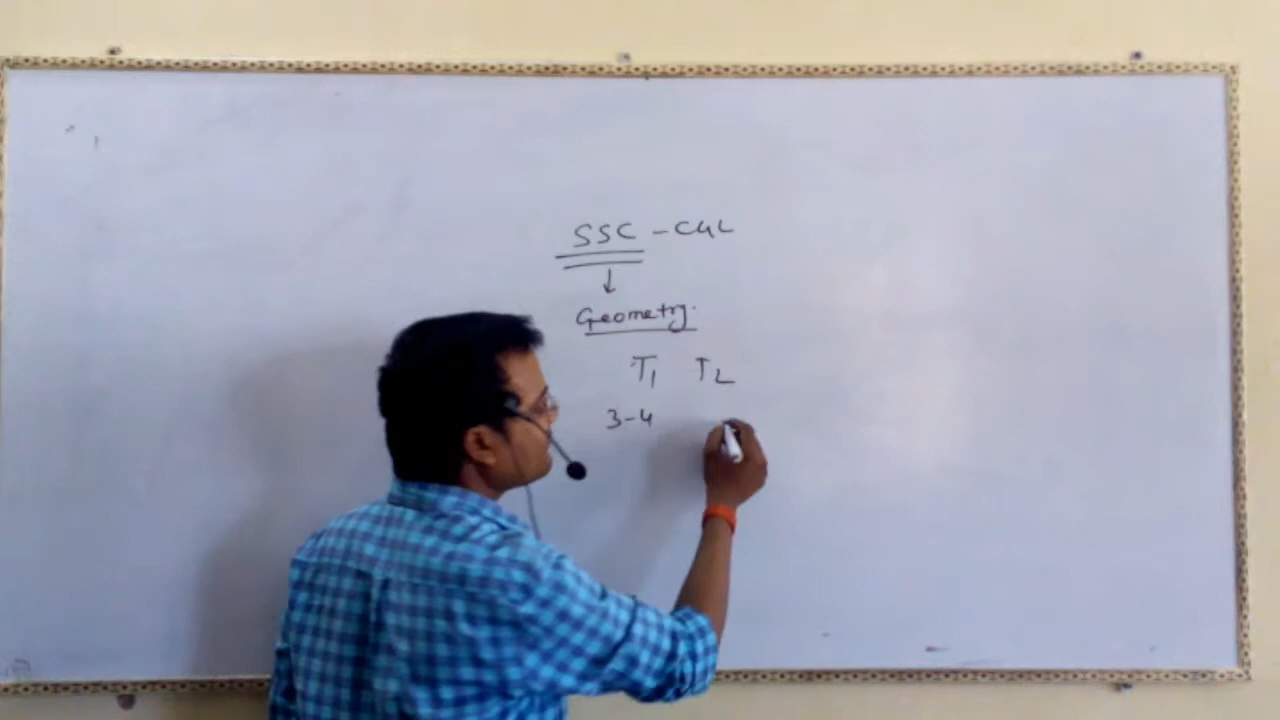 SSC - CGL
↓
Geometry.
T1 T2
3-4